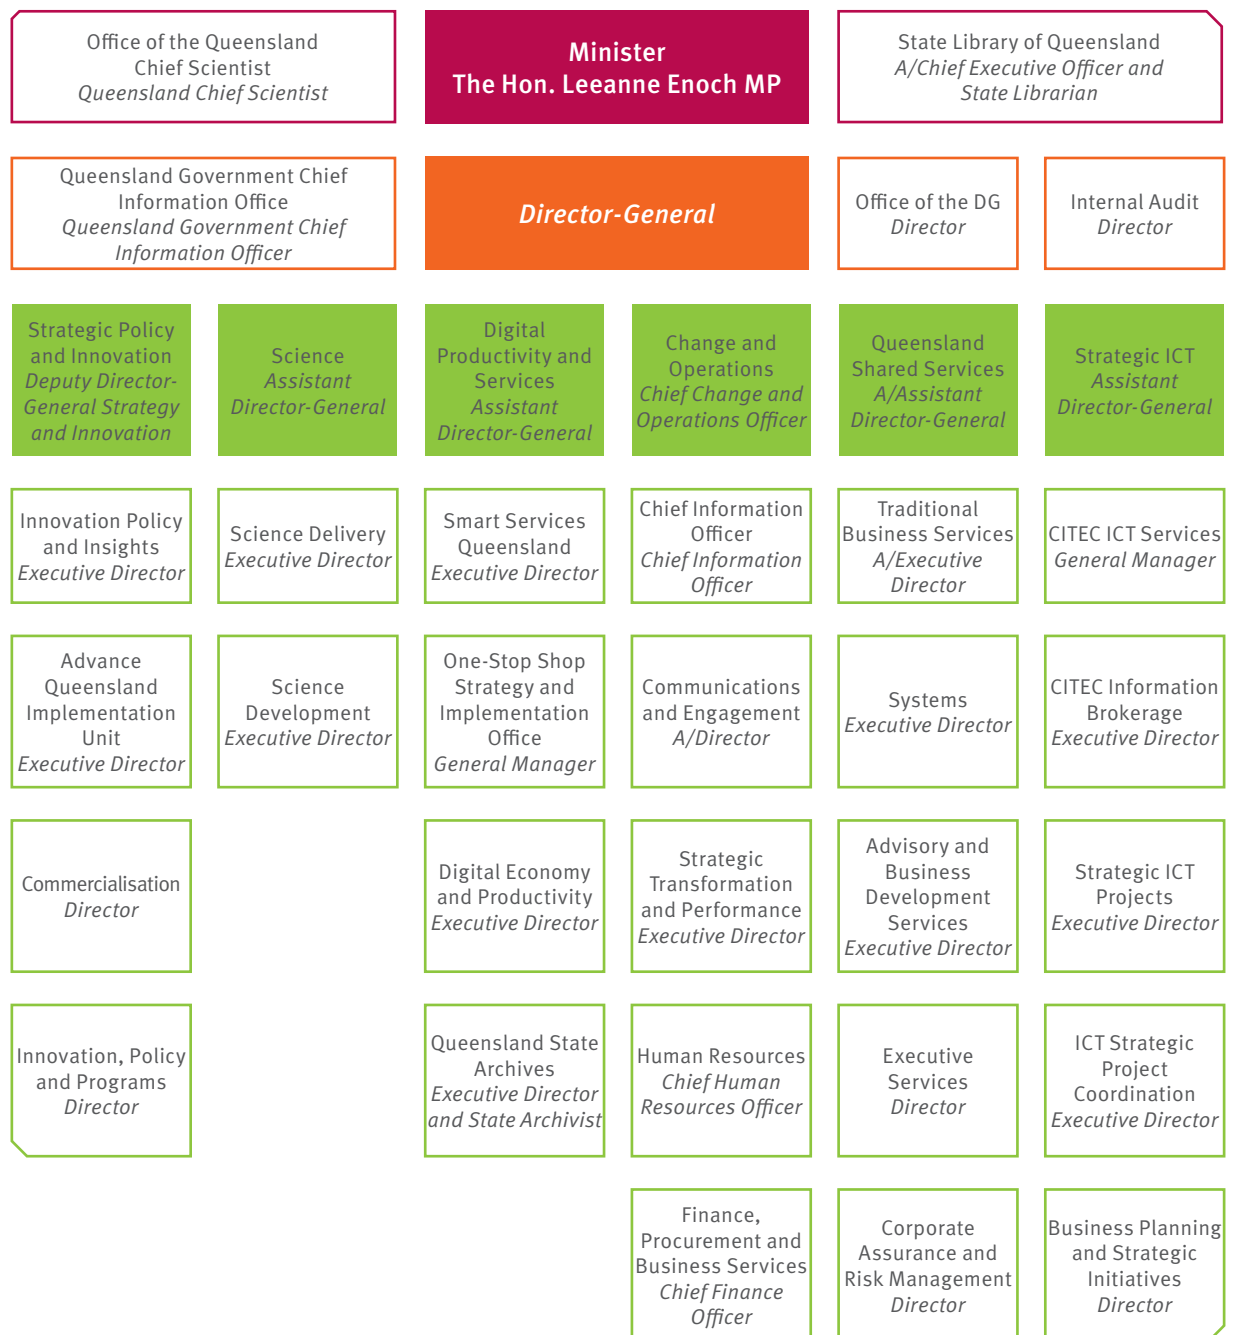 Office of the Queensland
Chief Scientist
Queensland Chief Scientist
Minister
The Hon. Leeanne Enoch MP
State Library of Queensland
A/Chief Executive Officer and
State Librarian
Queensland Government Chief
Information Office
Queensland Government Chief
Information Officer
Director-General
Office of the DG
Director
Internal Audit
Director
Strategic Policy
and Innovation
Deputy Director-
General Strategy
and Innovation
Science
Assistant
Director-General
Digital
Productivity and
Services
Assistant
Director-General
Change and
Operations
Chief Change and
Operations Officer
Queensland
Shared Services
A/Assistant
Director-General
Strategic ICT
Assistant
Director-General
Innovation Policy
and Insights
Executive Director
Science Delivery
Executive Director
Smart Services
Queensland
Executive Director
Chief Information
Officer
Chief Information
Officer
Traditional
Business Services
A/Executive
Director
CITEC ICT Services
General Manager
Advance
Queensland
Implementation
Unit
Executive Director
Science
Development
Executive Director
One-Stop Shop
Strategy and
Implementation
Office
General Manager
Communications
and Engagement
A/Director
Systems
Executive Director
CITEC Information
Brokerage
Executive Director
Commercialisation
Director
Digital Economy
and Productivity
Executive Director
Strategic
Transformation
and Performance
Executive Director
Advisory and
Business
Development
Services
Executive Director
Strategic ICT
Projects
Executive Director
Innovation, Policy
and Programs
Director
Queensland State
Archives
Executive Director
and State Archivist
Human Resources
Chief Human
Resources Officer
Executive
Services
Director
ICT Strategic
Project
Coordination
Executive Director
Finance,
Procurement and
Business Services
Chief Finance
Officer
Corporate
Assurance and
Risk Management
Director
Business Planning
and Strategic
Initiatives
Director